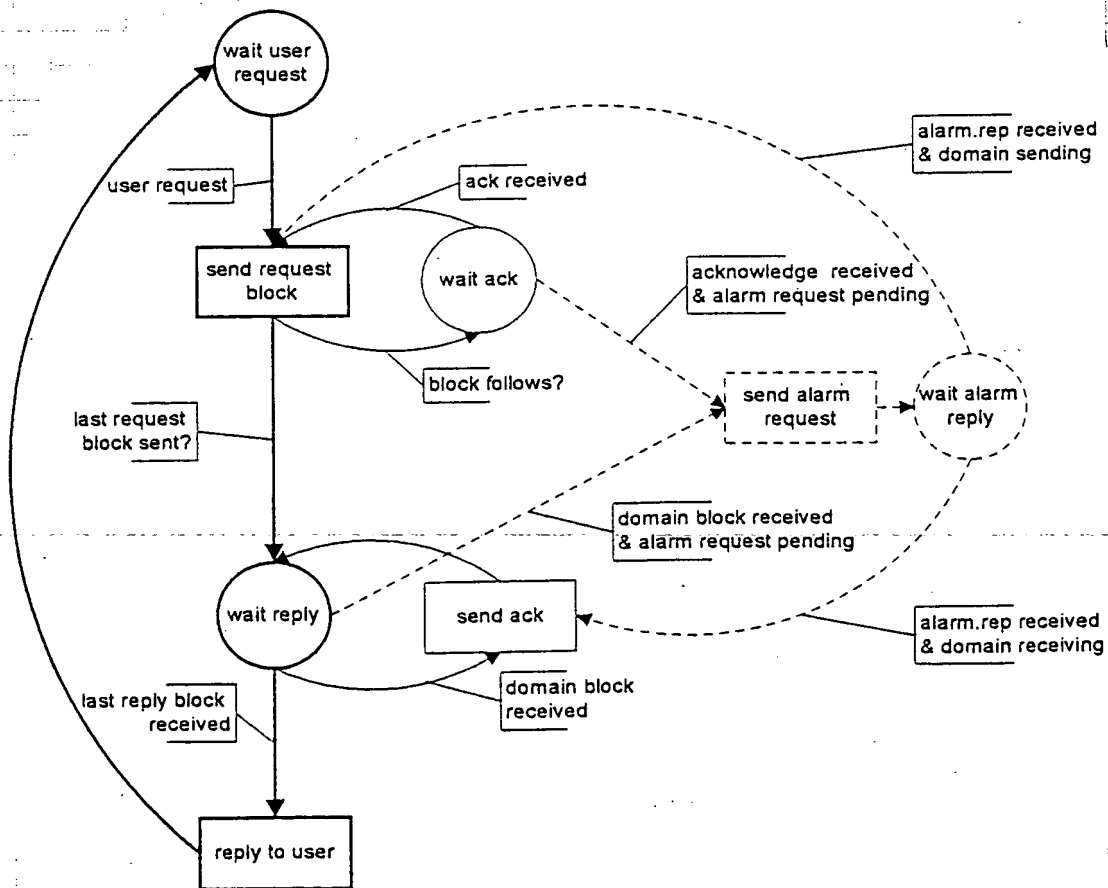 wait user
request
alarm.rep received
& domain sending
user request
ack received
send request
block
wait ack
acknowledge received
& alarm request pending
block follows?
send alarm
request
wait alarm
reply
last request
block sent?
domain block received
& alarm request pending
wait reply
send ack
alarm.rep received
& domain receiving
last reply block
received
domain block
received
reply to user